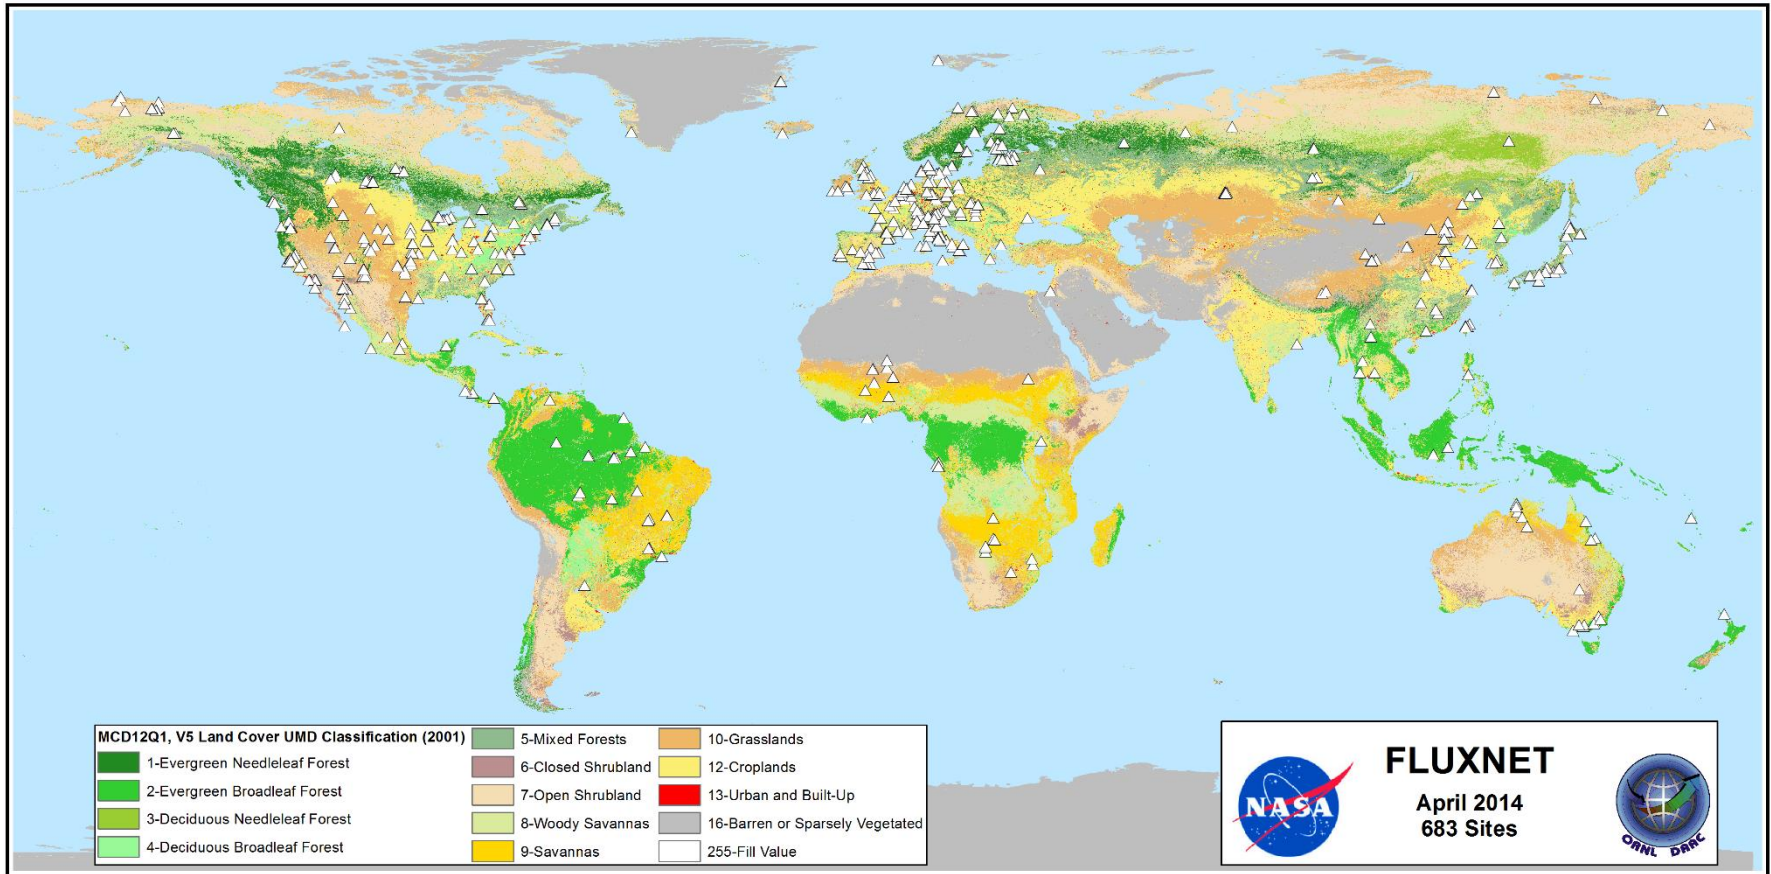 MCD12Q1, V5 Land Cover UMD Classification (2001)
1-Evergreen Needleleaf Forest
2-Evergreen Broadleaf Forest
3-Deciduous Needleleaf Forest
4-Deciduous Broadleaf Forest
5-Mixed Forests
6-Closed Shrubland
7-Open Shrubland
8-Woody Savannas
9-Savannas
10-Grasslands
12-Croplands
13-Urban and Built-Up
16-Barren or Sparsely Vegetated
255-Fill Value
NASA
FLUXNET
April 2014
683 Sites
ORNL DAAC